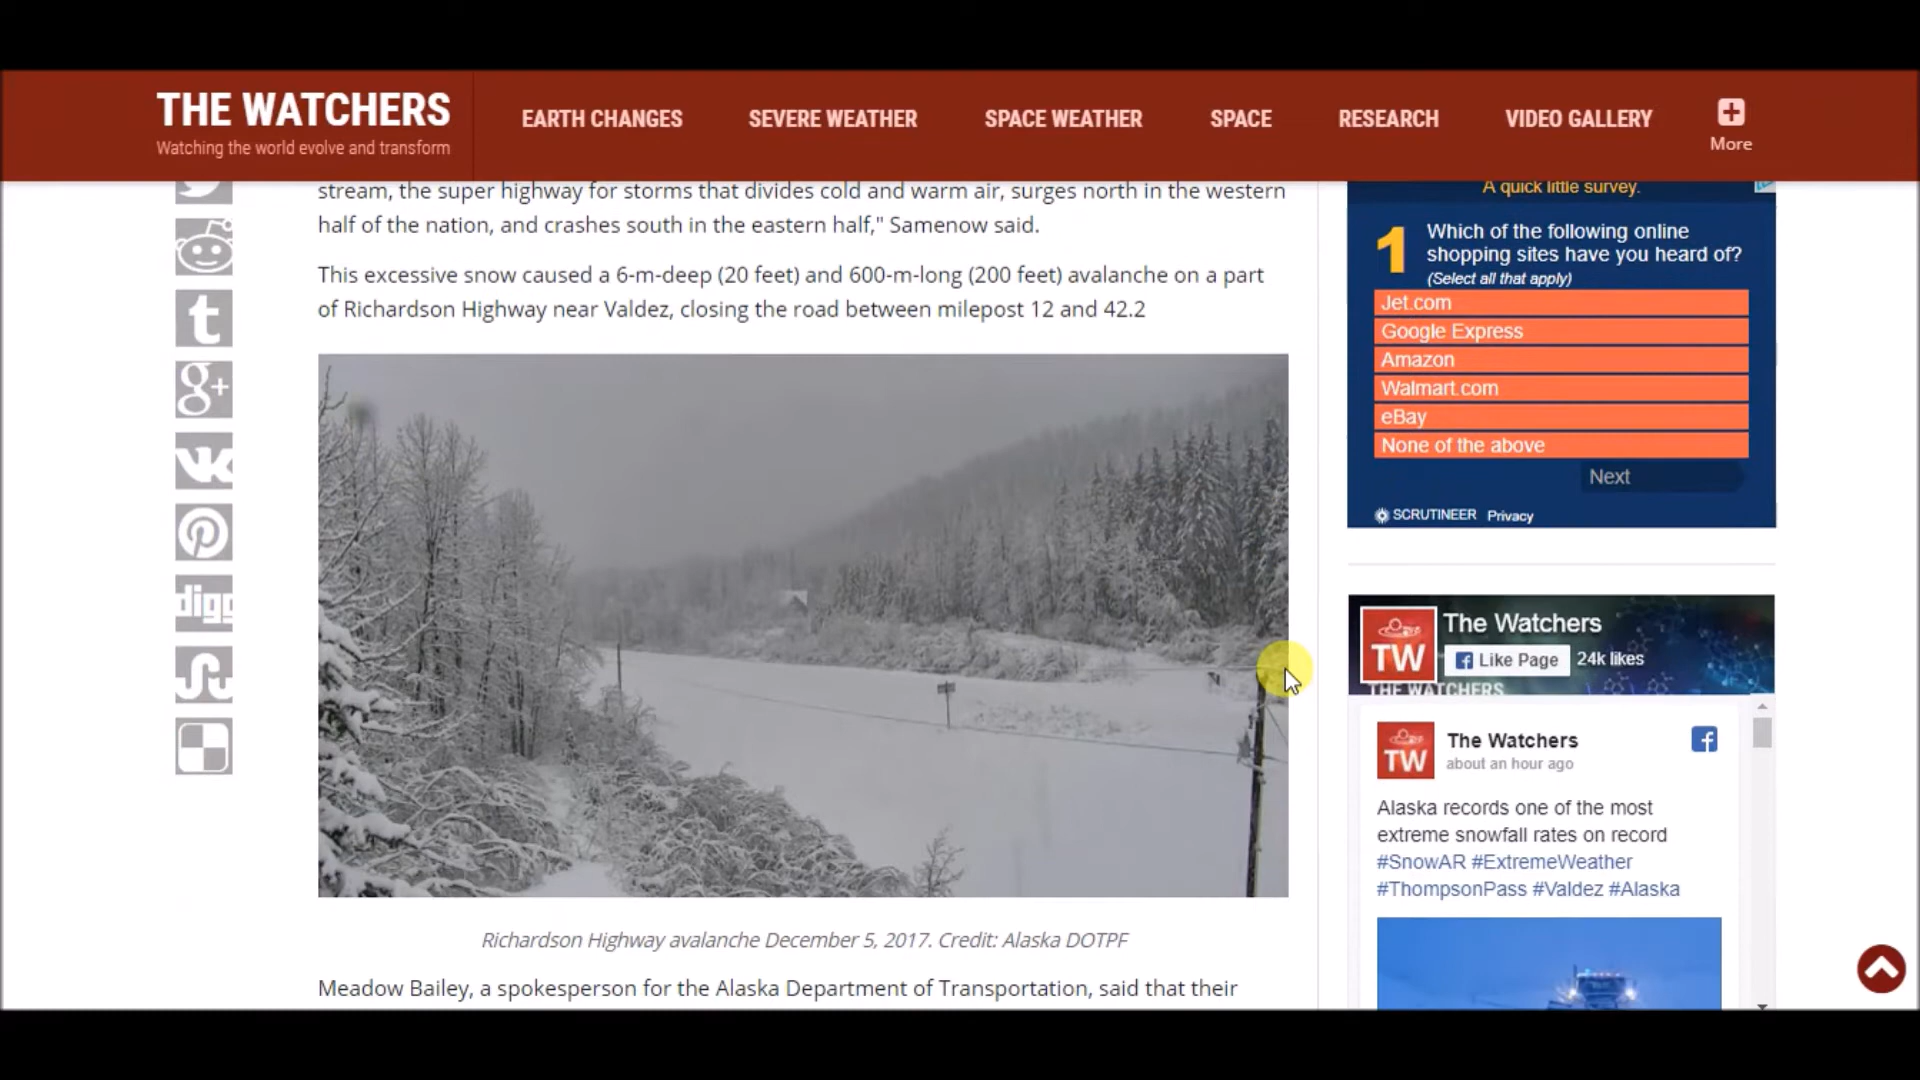 THE WATCHERS
Watching the world evolve and transform
EARTH CHANGES
SEVERE WEATHER
SPACE WEATHER
SPACE
RESEARCH
VIDEO GALLERY
More
stream, the super highway for storms that divides cold and warm air, surges north in the western
half of the nation, and crashes south in the eastern half," Samenow said.
This excessive snow caused a 6-m-deep (20 feet) and 600-m-long (200 feet) avalanche on a part
of Richardson Highway near Valdez, closing the road between milepost 12 and 42.2
t
g+
digg
Richardson Highway avalanche December 5, 2017. Credit: Alaska DOTPF
Meadow Bailey, a spokesperson for the Alaska Department of Transportation, said that their
A quick little survey.
1
Which of the following online
shopping sites have you heard of?
(Select all that apply)
Jet.com
Google Express
Amazon
Walmart.com
eBay
None of the above
Next
SCRUTINEER Privacy
TW
The Watchers
Like Page
24k likes
THE WATCHERS
TW
The Watchers
about an hour ago
Alaska records one of the most
extreme snowfall rates on record
#SnowAR #ExtremeWeather
#ThompsonPass #Valdez #Alaska